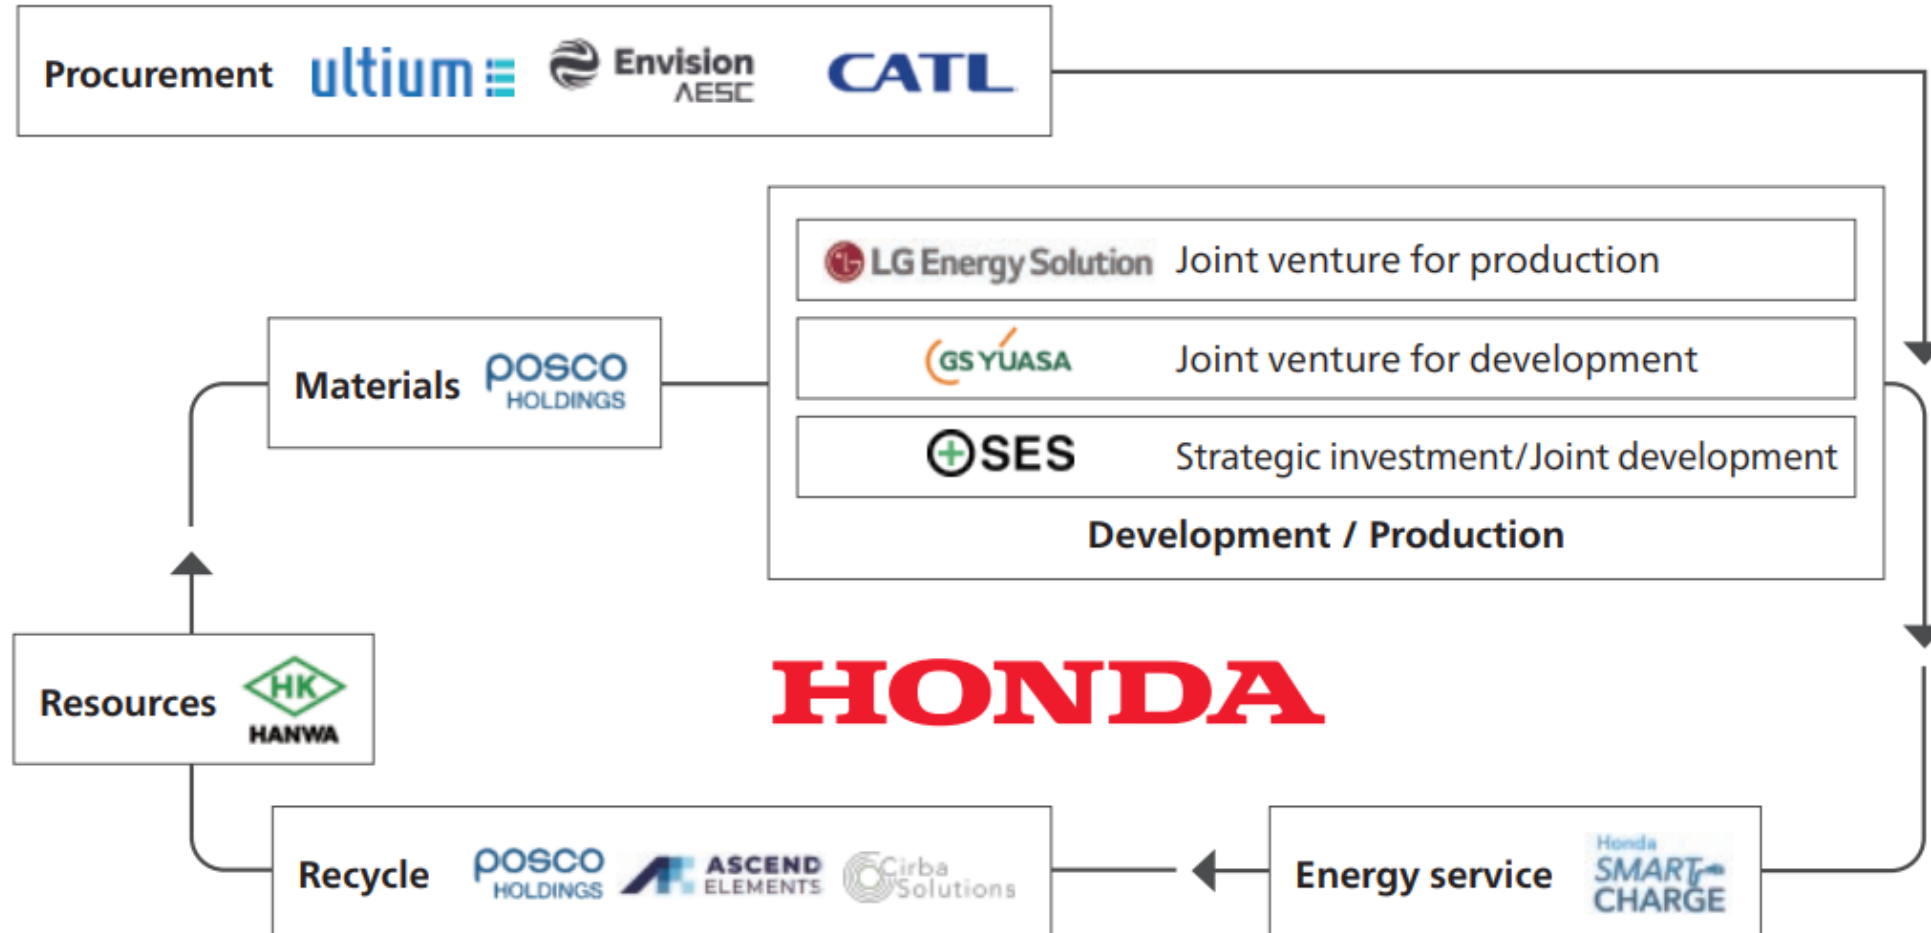 Procurement ultium Envision AESC CATL
LG Energy Solution Joint venture for production
GS YUASA Joint venture for development
SES Strategic investment/Joint development
Development / Production
Materials posco HOLDINGS
Resources HK HANWA
HONDA
Recycle posco HOLDINGS ASCEND ELEMENTS Cirba Solutions
Energy service Honda SMART CHARGE